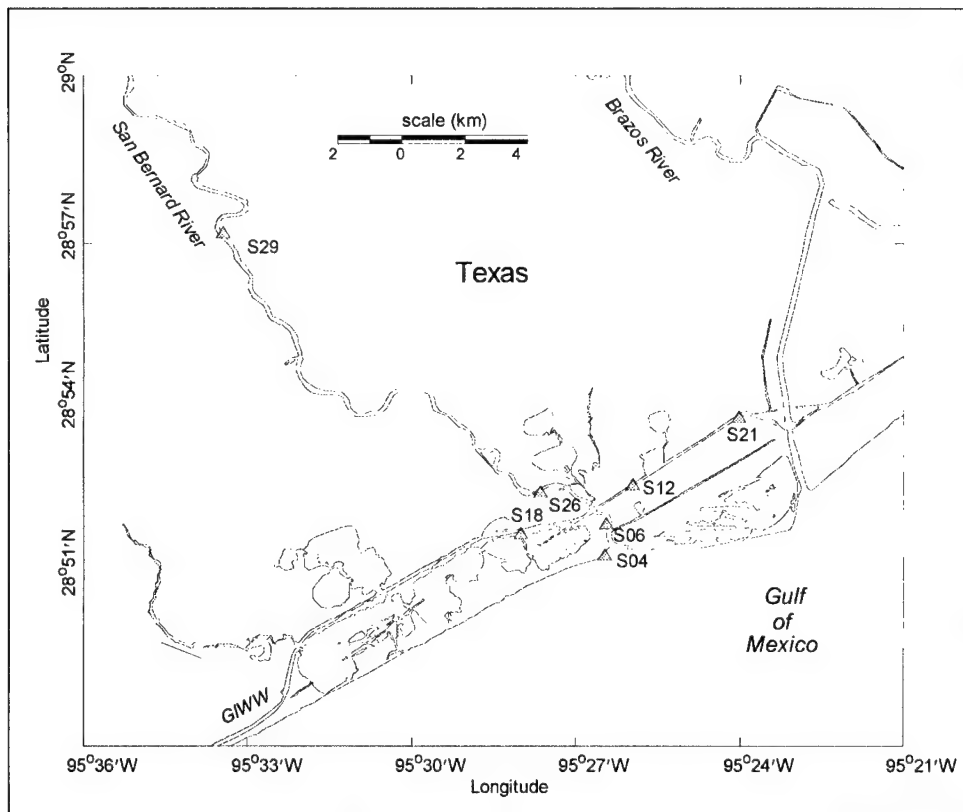 29°N
28°57'N
28°54'N
28°51'N
Latitude
San Bernard River
scale (km)
2 0 2 4
Brazos River
S29
Texas
S21
S12
S26
S18
S06
S04
Gulf
of
Mexico
GIWW
95°36'W 95°33'W 95°30'W 95°27'W 95°24'W 95°21'W
Longitude